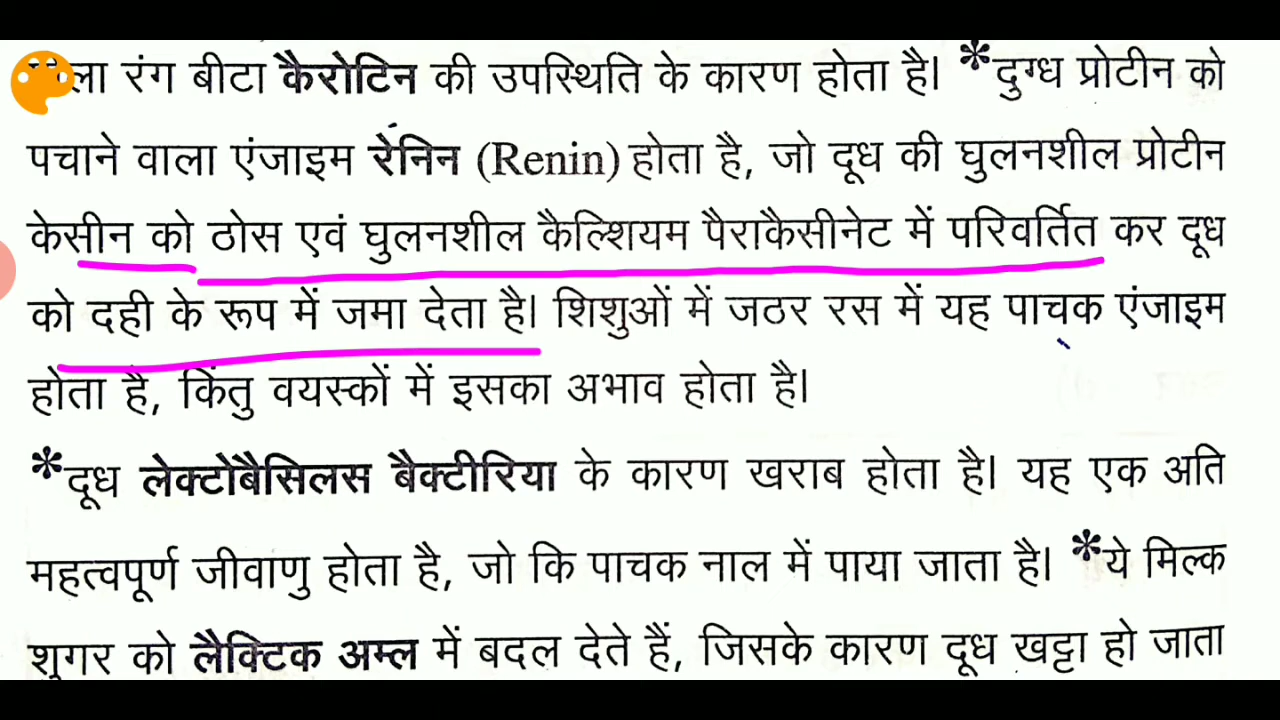 ला रंग बीटा कैरोटिन की उपस्थिति के कारण होता है। *दुग्ध प्रोटीन को
पचाने वाला एंजाइम रेनिन (Renin) होता है, जो दूध की घुलनशील प्रोटीन
केसीन को ठोस एवं घुलनशील कैल्शियम पैराकैसीनेट में परिवर्तित कर दूध
को दही के रूप में जमा देता है। शिशुओं में जठर रस में यह पाचक एंजाइम
होता है, किंतु वयस्कों में इसका अभाव होता है।
*दूध लेक्टोबैसिलस बैक्टीरिया के कारण खराब होता है। यह एक अति
महत्वपूर्ण जीवाणु होता है, जो कि पाचक नाल में पाया जाता है। *ये मिल्क
शुगर को लैक्टिक अम्ल में बदल देते हैं, जिसके कारण दूध खट्टा हो जाता